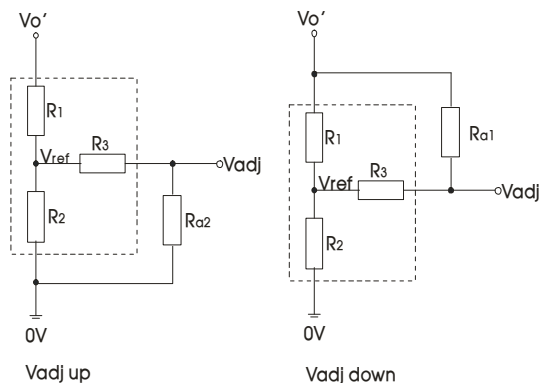 Vo'
R1
Vref
R3
Vadj
R2
Ra2
0V
Vadj up
Vo'
R1
Ra1
Vref
R3
Vadj
R2
0V
Vadj down